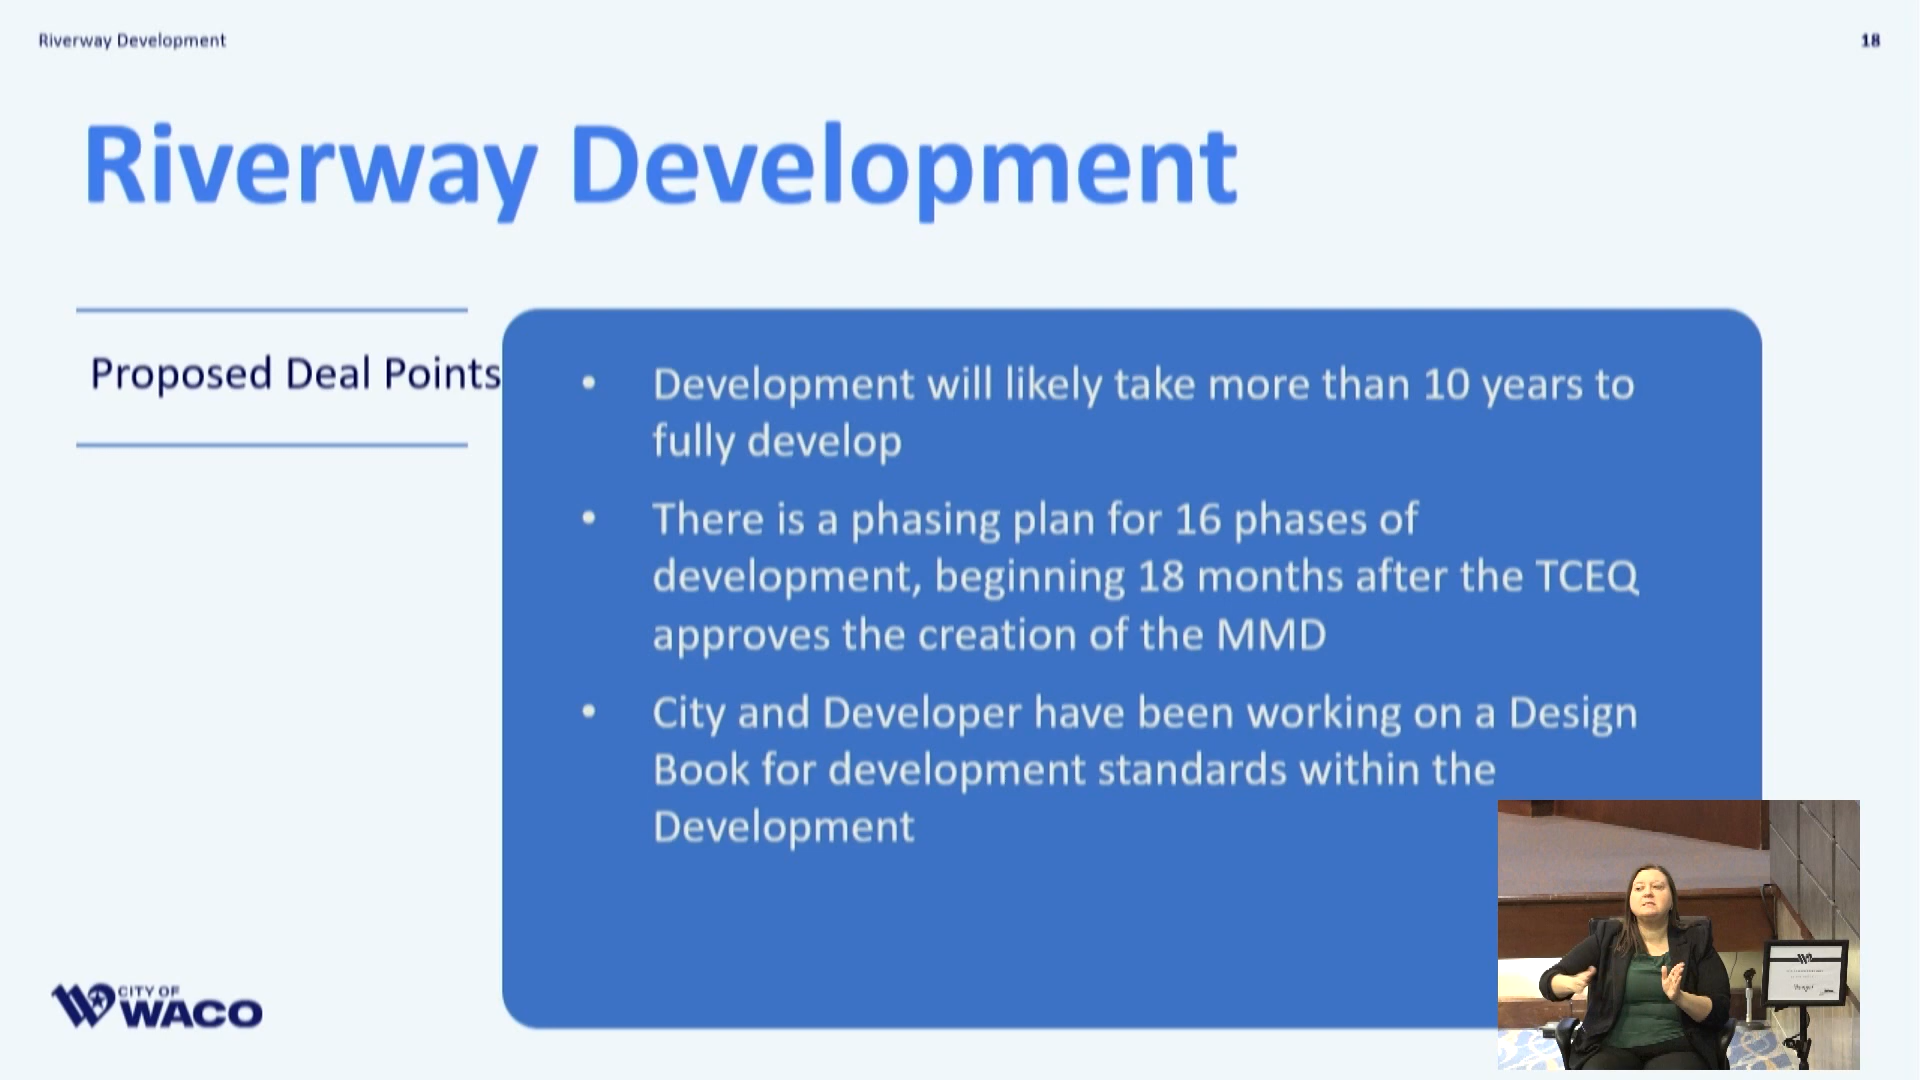 Riverway Development
18
Riverway Development
Proposed Deal Points
• Development will likely take more than 10 years to
fully develop
• There is a phasing plan for 16 phases of
development, beginning 18 months after the TCEQ
approves the creation of the MMD
• City and Developer have been working on a Design
Book for development standards within the
Development
CITY OF
WACO